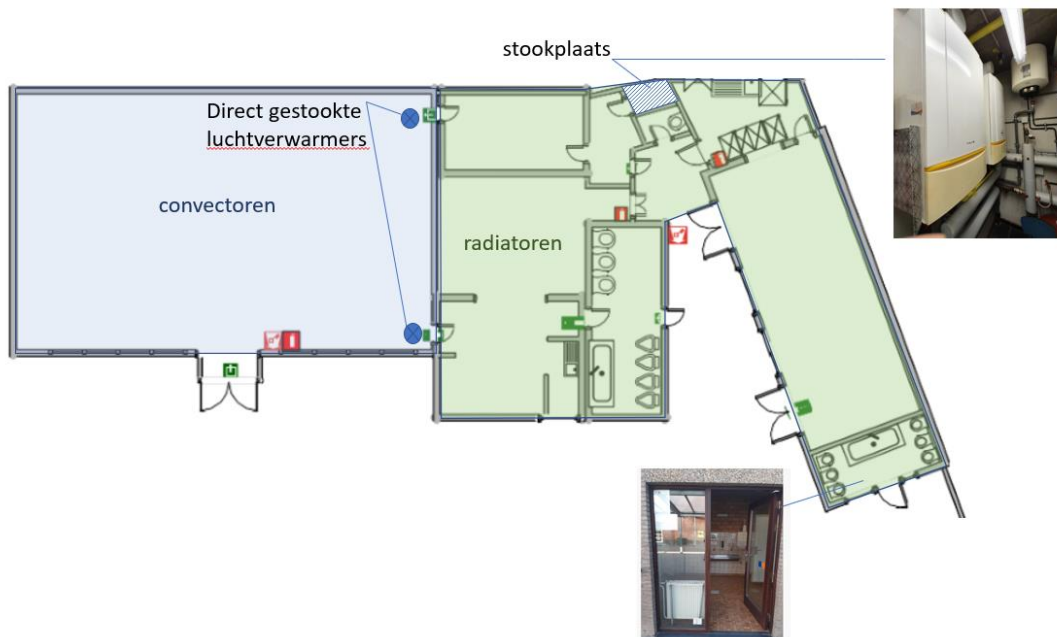 stookplaats
Direct gestookte
luchtverwarmers
convectoren
radiatoren